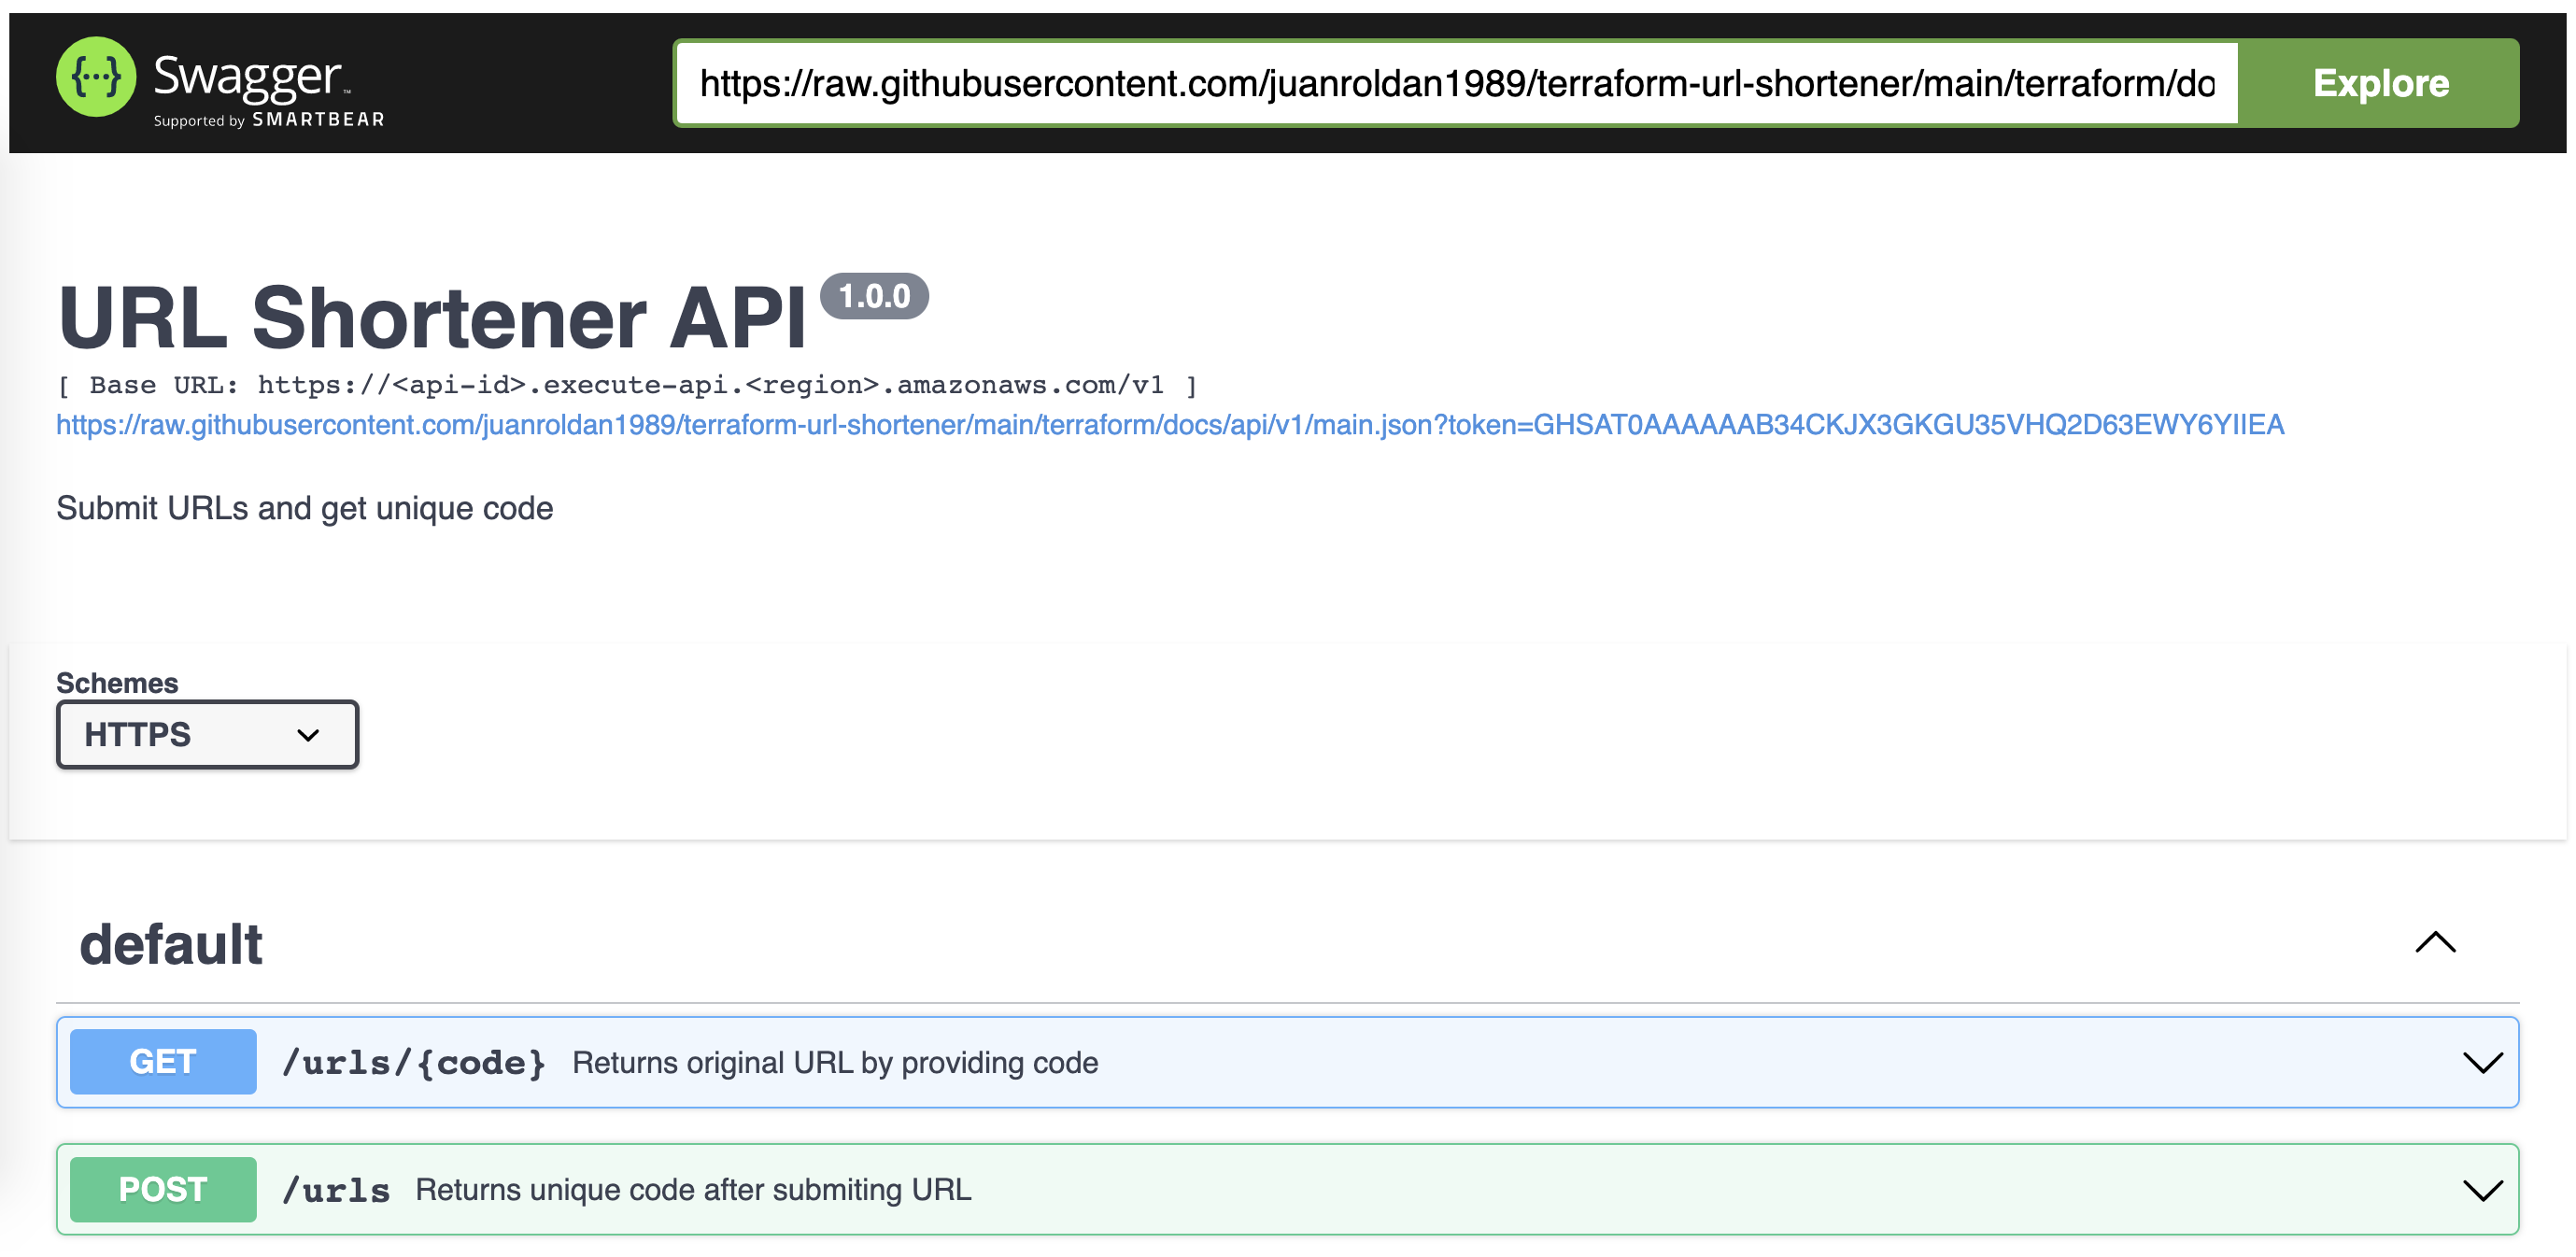 {...} Swagger™
Supported by SMARTBEAR
https://raw.githubusercontent.com/juanroldan1989/terraform-url-shortener/main/terraform/do
Explore
URL Shortener API 1.0.0
[ Base URL: https://<api-id>.execute-api.<region>.amazonaws.com/v1 ]
https://raw.githubusercontent.com/juanroldan1989/terraform-url-shortener/main/terraform/docs/api/v1/main.json?token=GHSAT0AAAAAAB34CKJX3GKGU35VHQ2D63EWY6YIIEA
Submit URLs and get unique code
Schemes
HTTPS
default
GET /urls/{code} Returns original URL by providing code
POST /urls Returns unique code after submiting URL